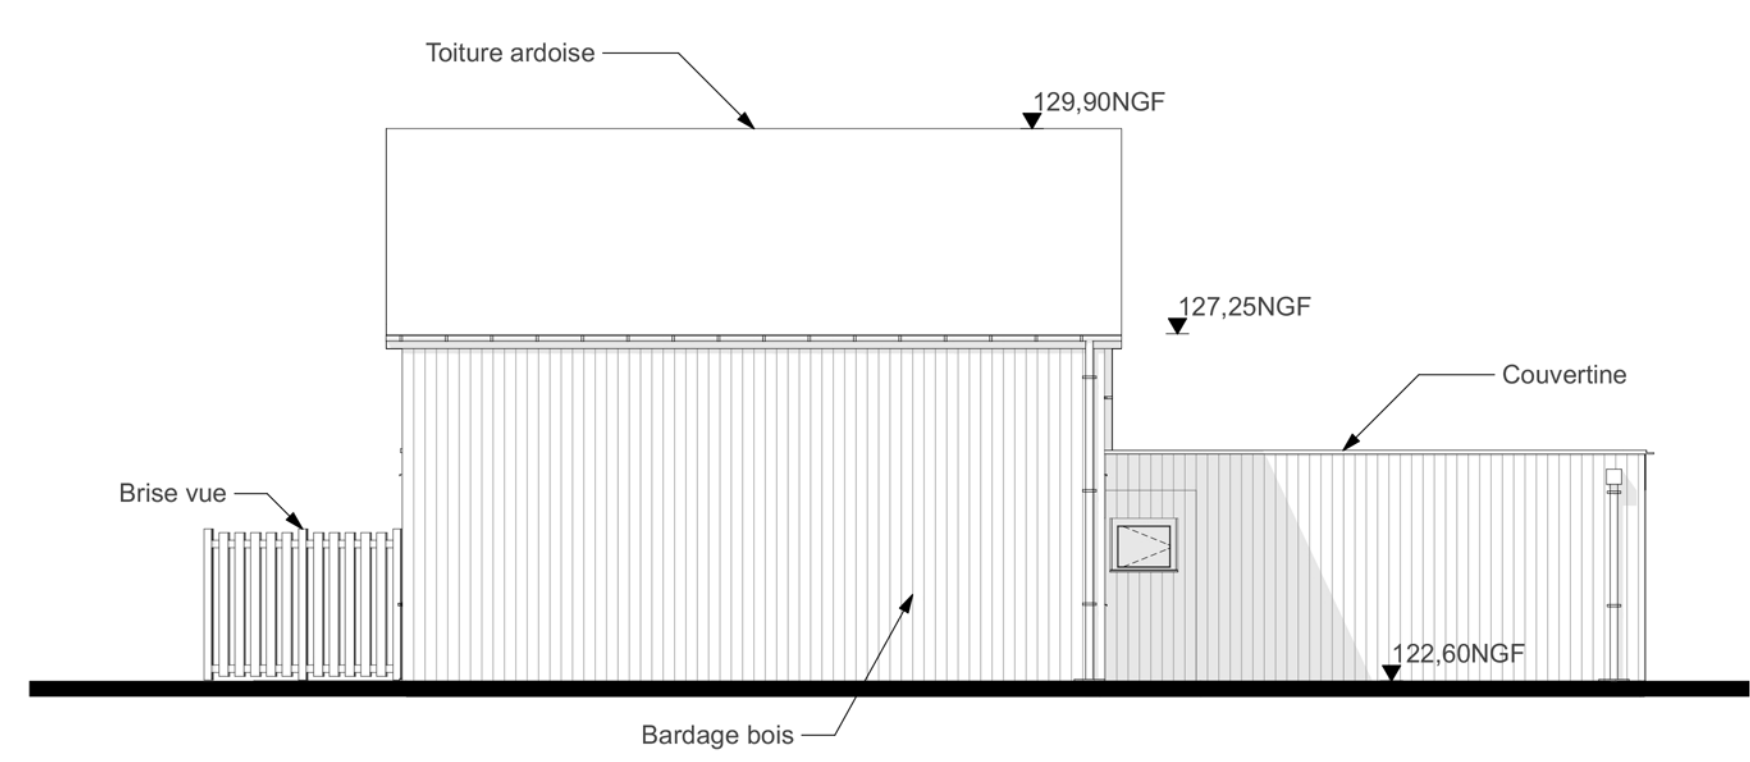 Toiture ardoise
129,90NGF
127,25NGF
Couvertine
Brise vue
122,60NGF
Bardage bois